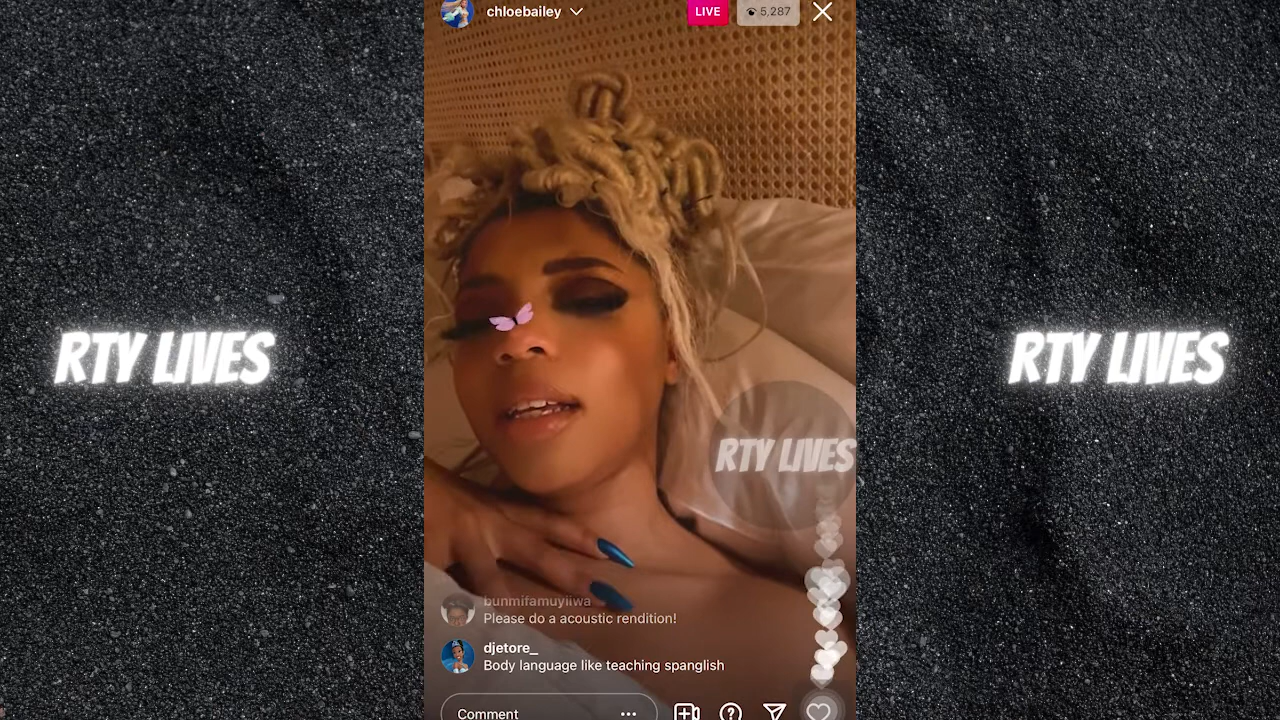 chloebailey
LIVE
5,287
RTY LIVES
RTY LIVES
RTY LIVES
bunmifamuyiiwa
Please do a acoustic rendition!
djetore_
Body language like teaching spanglish
Comment